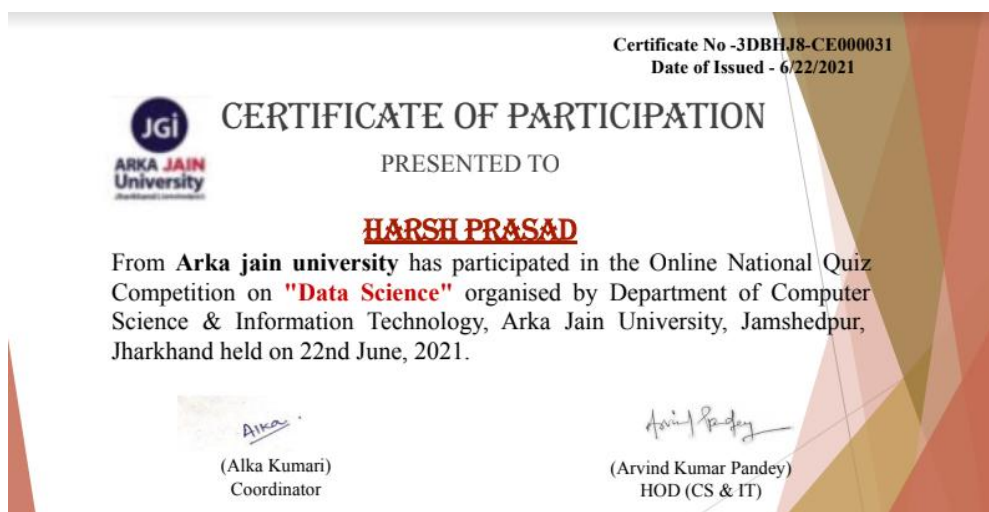 Certificate No -3DBHJ8-CE000031
Date of Issued - 6/22/2021
JGi
ARKA JAIN
University
CERTIFICATE OF PARTICIPATION
PRESENTED TO
HARSH PRASAD
From Arka jain university has participated in the Online National Quiz
Competition on "Data Science" organised by Department of Computer
Science & Information Technology, Arka Jain University, Jamshedpur,
Jharkhand held on 22nd June, 2021.
Alka
Arvind Pandey
(Alka Kumari)
(Arvind Kumar Pandey)
Coordinator
HOD (CS & IT)